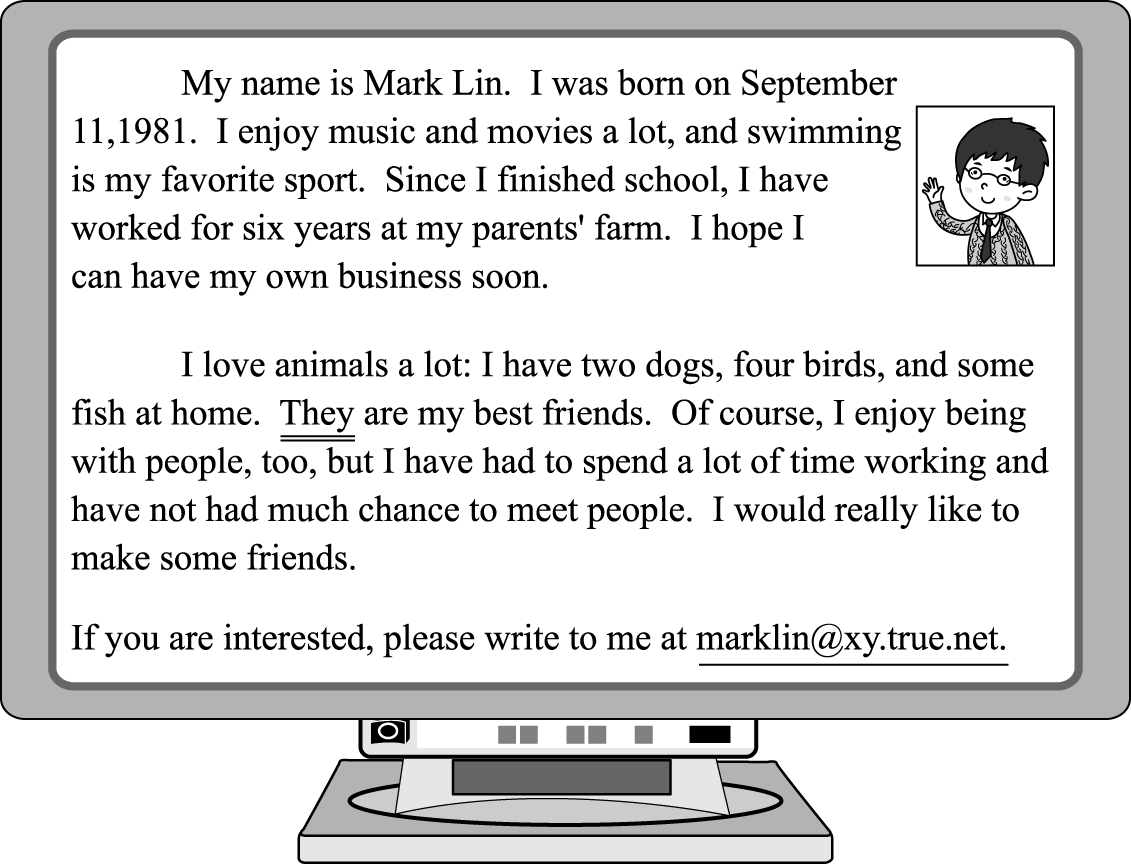 My name is Mark Lin.  I was born on September
11,1981.  I enjoy music and movies a lot, and swimming
is my favorite sport.  Since I finished school, I have
worked for six years at my parents' farm.  I hope I
can have my own business soon.
I love animals a lot: I have two dogs, four birds, and some
fish at home.  They are my best friends.  Of course, I enjoy being
with people, too, but I have had to spend a lot of time working and
have not had much chance to meet people.  I would really like to
make some friends.
If you are interested, please write to me at marklin@xy.true.net.